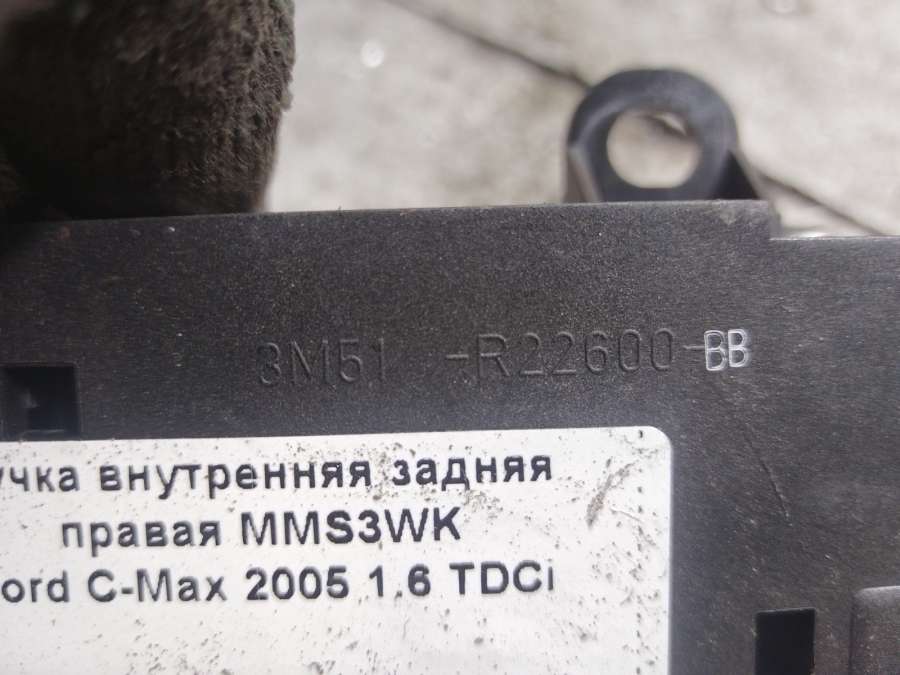 3M51 -R22600-BB
учка внутренняя задняя
правая MMS3WK
ord C-Max 2005 1.6 TDCi